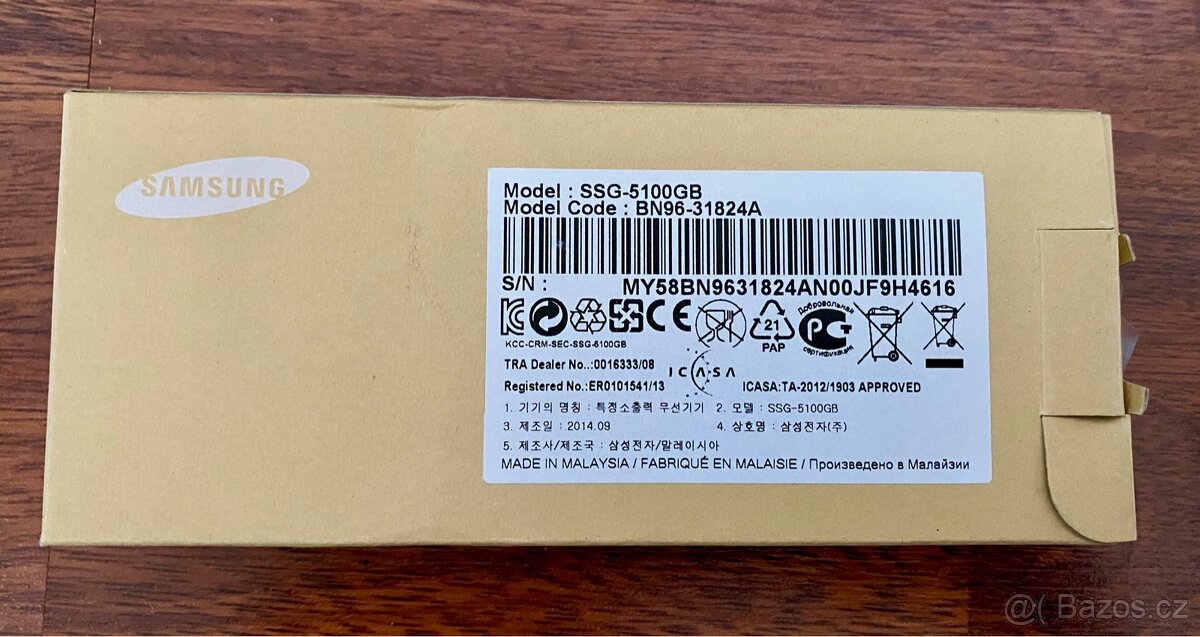 SAMSUNG
Model : SSG-5100GB
Model Code : BN96-31824A
S/N : MY58BN9631824AN00JF9H4616
KCC-CRM-SEC-SSG-5100GB
CE
21
PAP
Добровольная
РСТ
сертификация
TRA Dealer No..:0016333/08
ICASA
Registered No.:ER0101541/13
ICASA:TA-2012/1903 APPROVED
1. 기기의 명칭 : 특정소출력 무선기기 2. 모델 : SSG-5100GB
3. 제조일 : 2014.09 4. 상호명 : 삼성전자(주)
5. 제조사/제조국 : 삼성전자/말레이시아
MADE IN MALAYSIA / FABRIQUÉ EN MALAISIE / Произведено в Малайзии
@( Bazos.cz